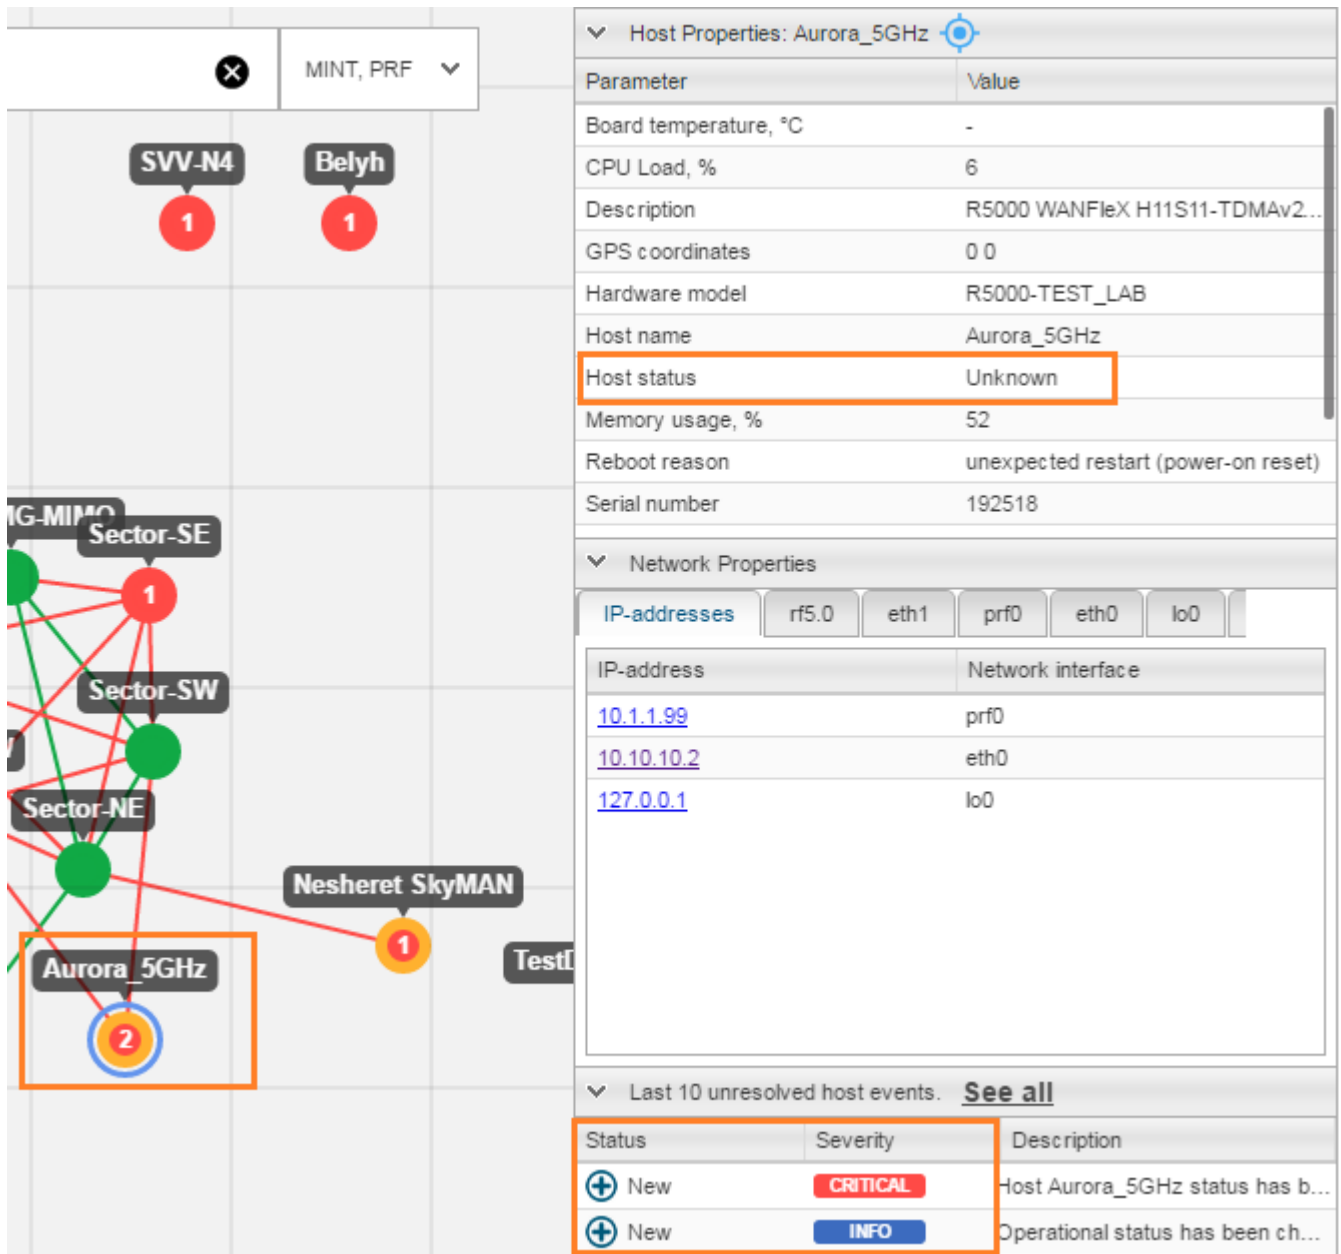 MINT, PRF
SVV-N4
Belyh
1
1
IG-MIMO
Sector-SE
1
Sector-SW
Sector-NE
Nesheret SkyMAN
1
Aurora_5GHz
2
Host Properties: Aurora_5GHz
Parameter Value
Board temperature, °C -
CPU Load, % 6
Description R5000 WANFleX H11S11-TDMAv2...
GPS coordinates 0 0
Hardware model R5000-TEST_LAB
Host name Aurora_5GHz
Host status Unknown
Memory usage, % 52
Reboot reason unexpected restart (power-on reset)
Serial number 192518
Network Properties
IP-addresses rf5.0 eth1 prf0 eth0 lo0
IP-address Network interface
10.1.1.99 prf0
10.10.10.2 eth0
127.0.0.1 lo0
Last 10 unresolved host events. See all
Status Severity Description
New CRITICAL Host Aurora_5GHz status has b...
New INFO Operational status has been ch...